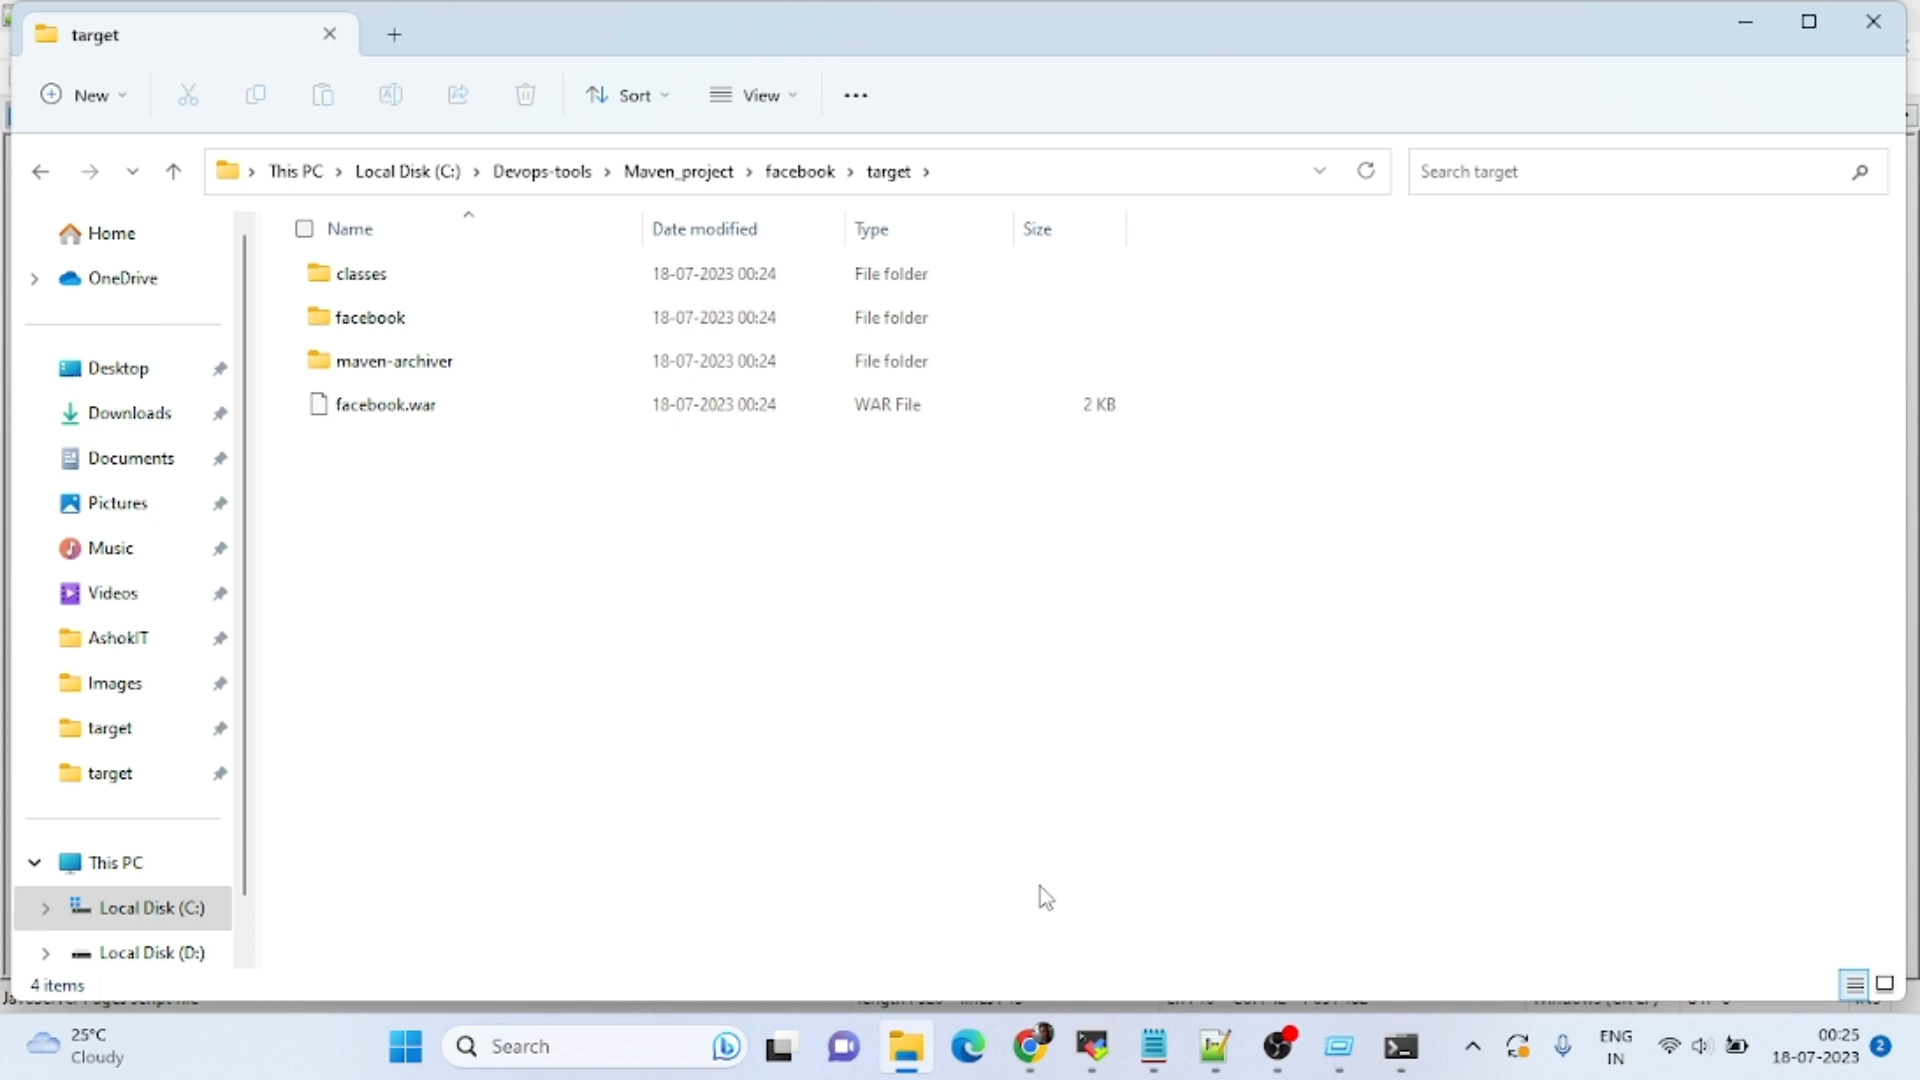 target
New
Sort
View
This PC
Local Disk (C:)
Devops-tools
Maven_project
facebook
target
Search target
Name
Date modified
Type
Size
classes 18-07-2023 00:24 File folder
facebook 18-07-2023 00:24 File folder
maven-archiver 18-07-2023 00:24 File folder
facebook.war 18-07-2023 00:24 WAR File 2 KB
Home
OneDrive
Desktop
Downloads
Documents
Pictures
Music
Videos
AshokIT
Images
target
target
This PC
Local Disk (C:)
Local Disk (D:)
4 items
25°C
Cloudy
Search
ENG
IN
00:25
18-07-2023
2